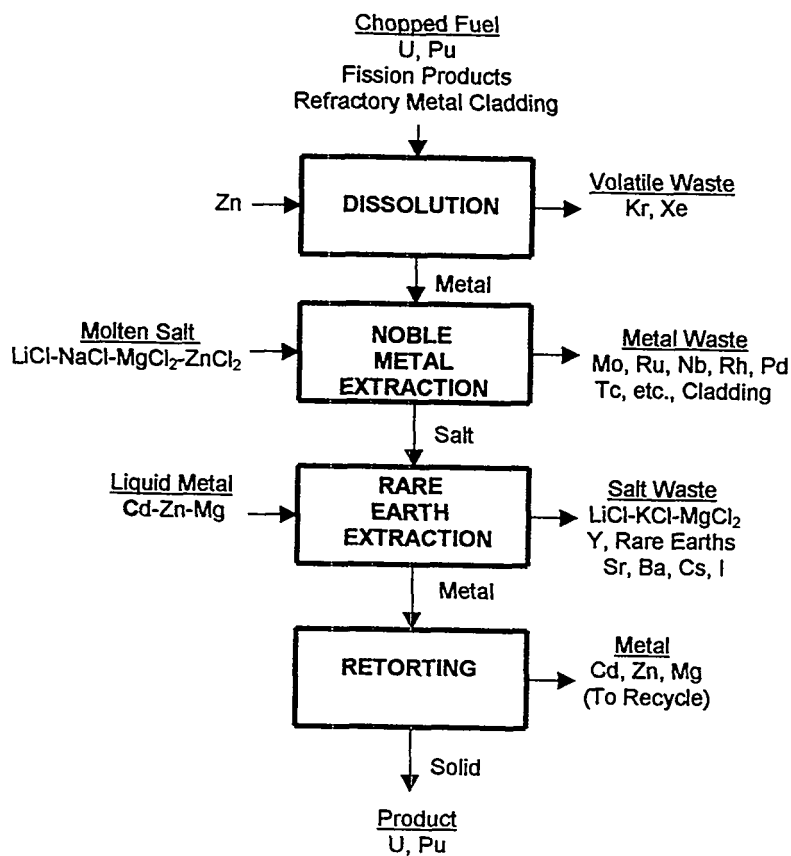 Chopped Fuel
U, Pu
Fission Products
Refractory Metal Cladding
Zn
DISSOLUTION
Volatile Waste
Kr, Xe
Metal
Molten Salt
LiCl-NaCl-MgCl₂-ZnCl₂
NOBLE
METAL
EXTRACTION
Metal Waste
Mo, Ru, Nb, Rh, Pd
Tc, etc., Cladding
Salt
Liquid Metal
Cd-Zn-Mg
RARE
EARTH
EXTRACTION
Salt Waste
LiCl-KCl-MgCl₂
Y, Rare Earths
Sr, Ba, Cs, I
Metal
RETORTING
Metal
Cd, Zn, Mg
(To Recycle)
Solid
Product
U, Pu